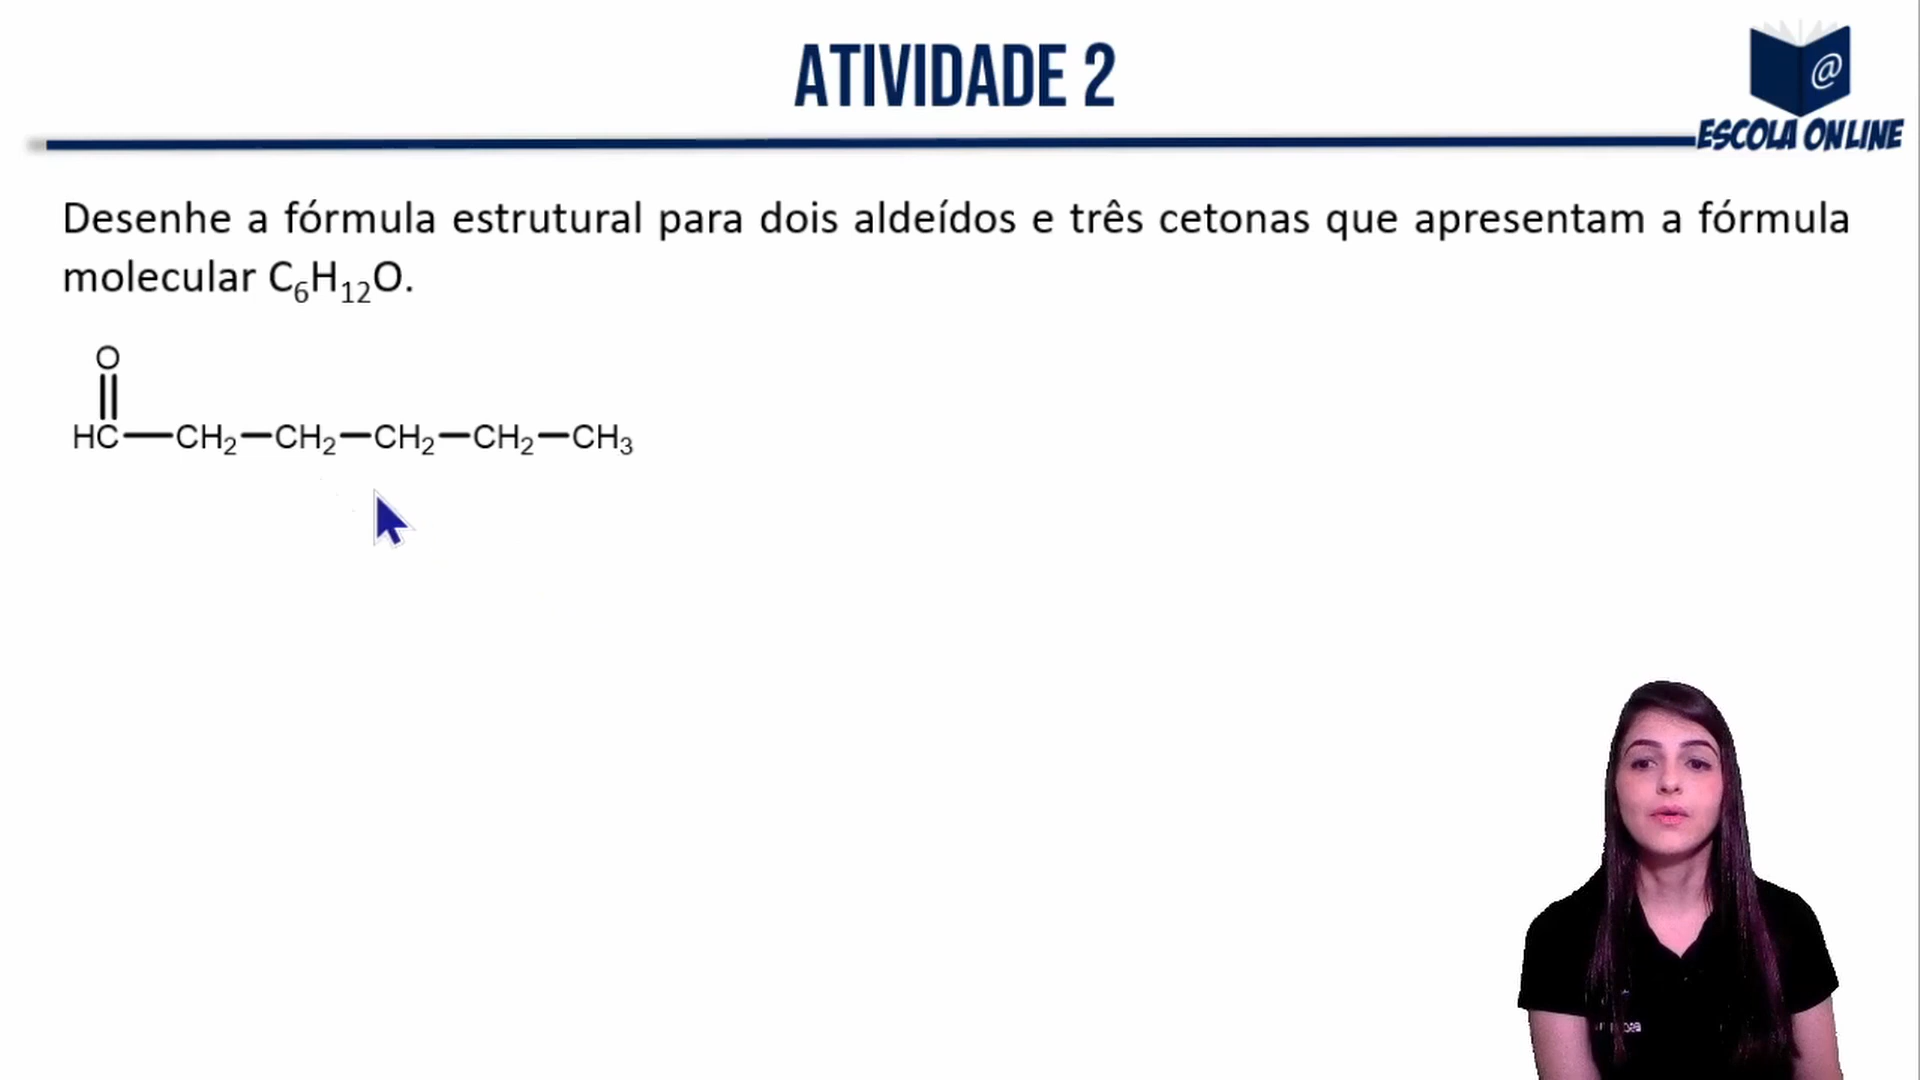 ATIVIDADE 2
@
ESCOLA ONLINE
Desenhe a fórmula estrutural para dois aldeídos e três cetonas que apresentam a fórmula
molecular C₆H₁₂O.
O
HC—CH₂—CH₂—CH₂—CH₂—CH₃